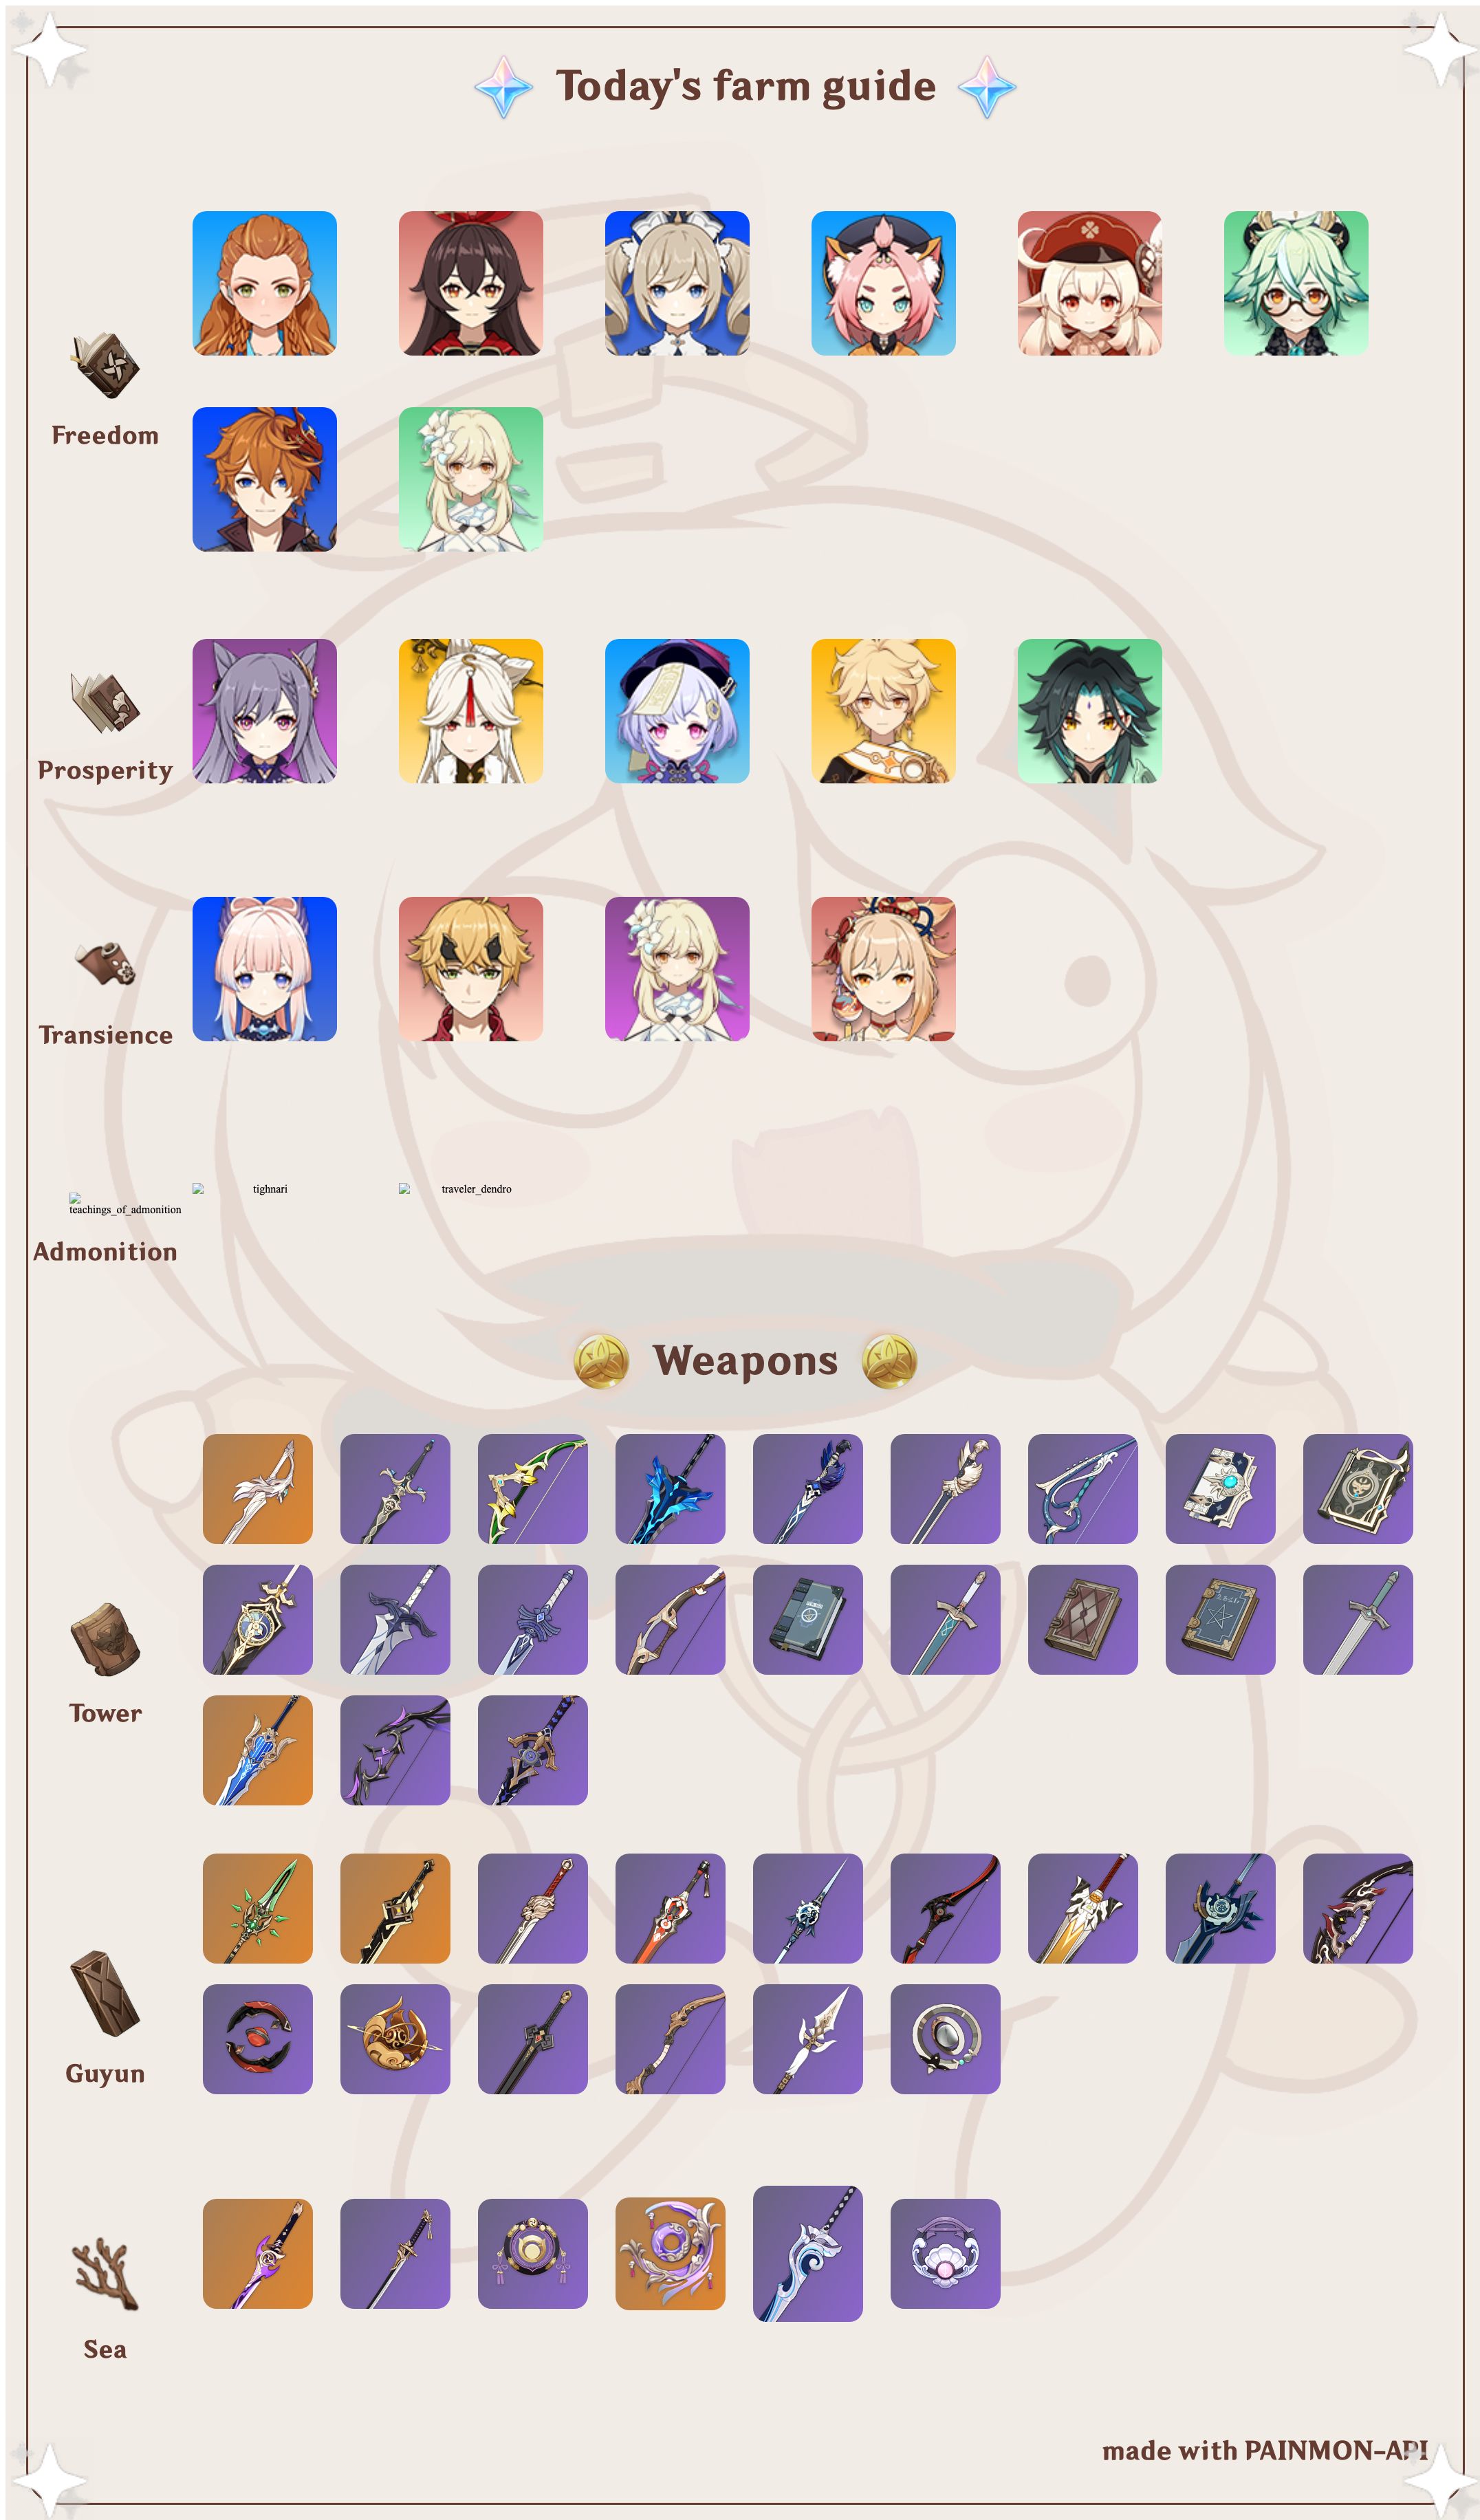 Today's farm guide
Freedom
Prosperity
Transience
tighnari
traveler_dendro
teachings_of_admonition
Admonition
Weapons
Tower
Guyun
Sea
made with PAINMON-API